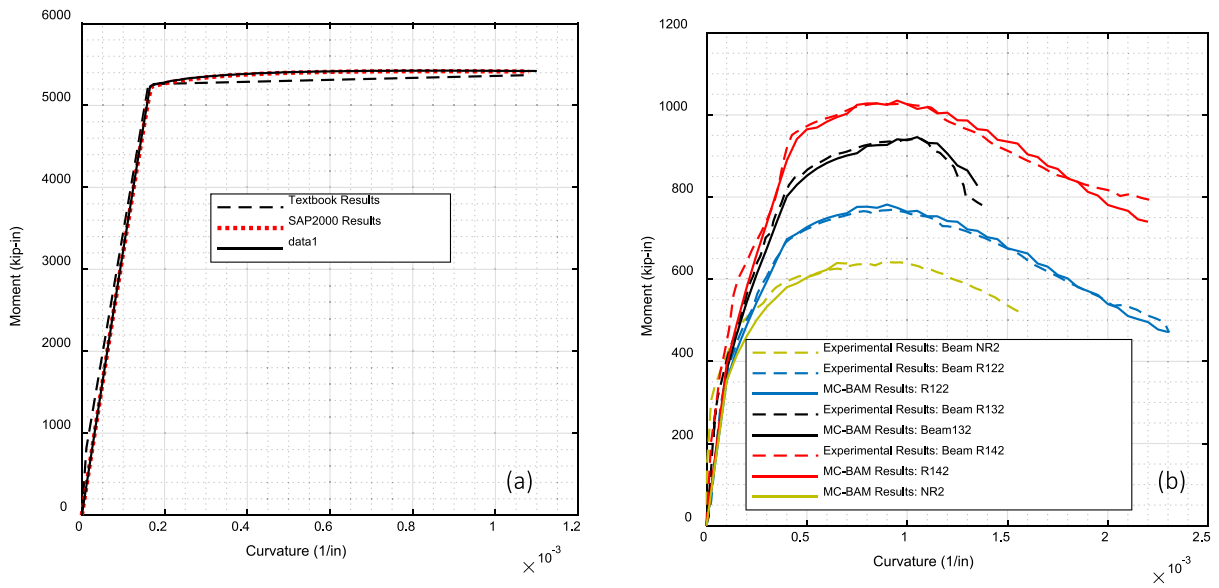 6000
5000
4000
3000
2000
1000
0
Moment (kip-in)
Textbook Results
SAP2000 Results
data1
(a)
0
0.2
0.4
0.6
0.8
1
1.2
Curvature (1/in)
× 10-3
1200
1000
800
600
400
200
0
Moment (kip-in)
Experimental Results: Beam NR2
Experimental Results: Beam R122
MC-BAM Results: R122
Experimental Results: Beam R132
MC-BAM Results: Beam132
Experimental Results: Beam R142
MC-BAM Results: R142
MC-BAM Results: NR2
(b)
0
0.5
1
1.5
2
2.5
Curvature (1/in)
× 10-3